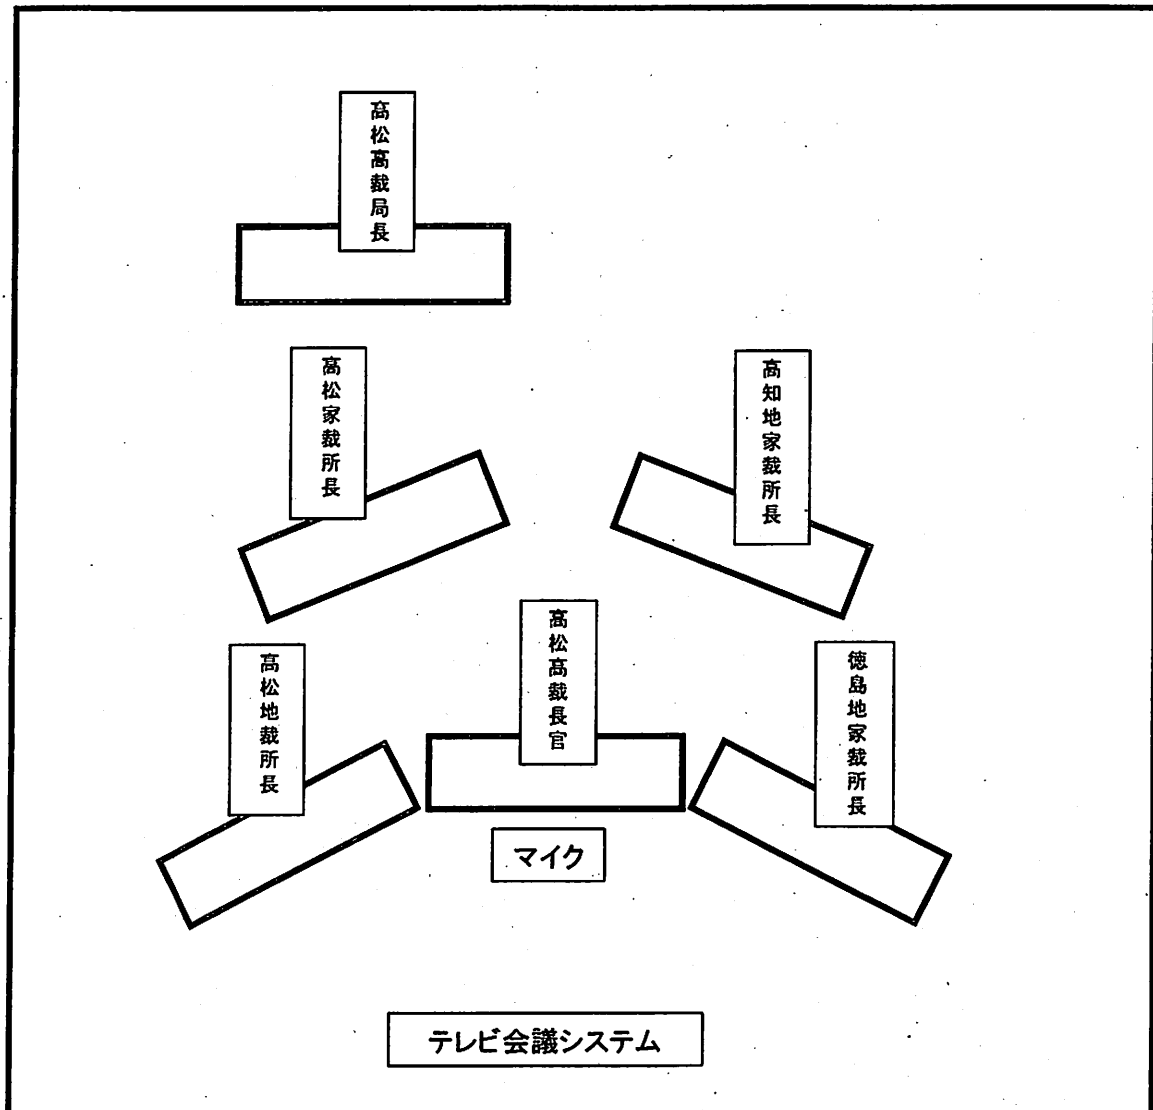 高松高裁局長
高松家裁所長
高知地家裁所長
高松地裁所長
高松高裁長官
徳島地家裁所長
マイク
テレビ会議システム